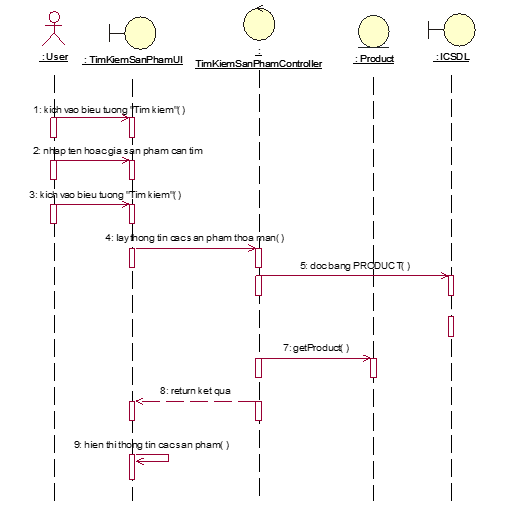 : User
: TimKiemSanPhamUI
:
TimKiemSanPhamController
: Product
: ICSDL
1: kich vao bieu tuong "Tim kiem"( )
2: nhap ten hoac gia san pham can tim
3: kich vao bieu tuong "Tim kiem"( )
4: lay thong tin cac san pham thoa man( )
5: doc bang PRODUCT( )
7: getProduct( )
8: return ket qua
9: hien thi thong tin cac san pham( )